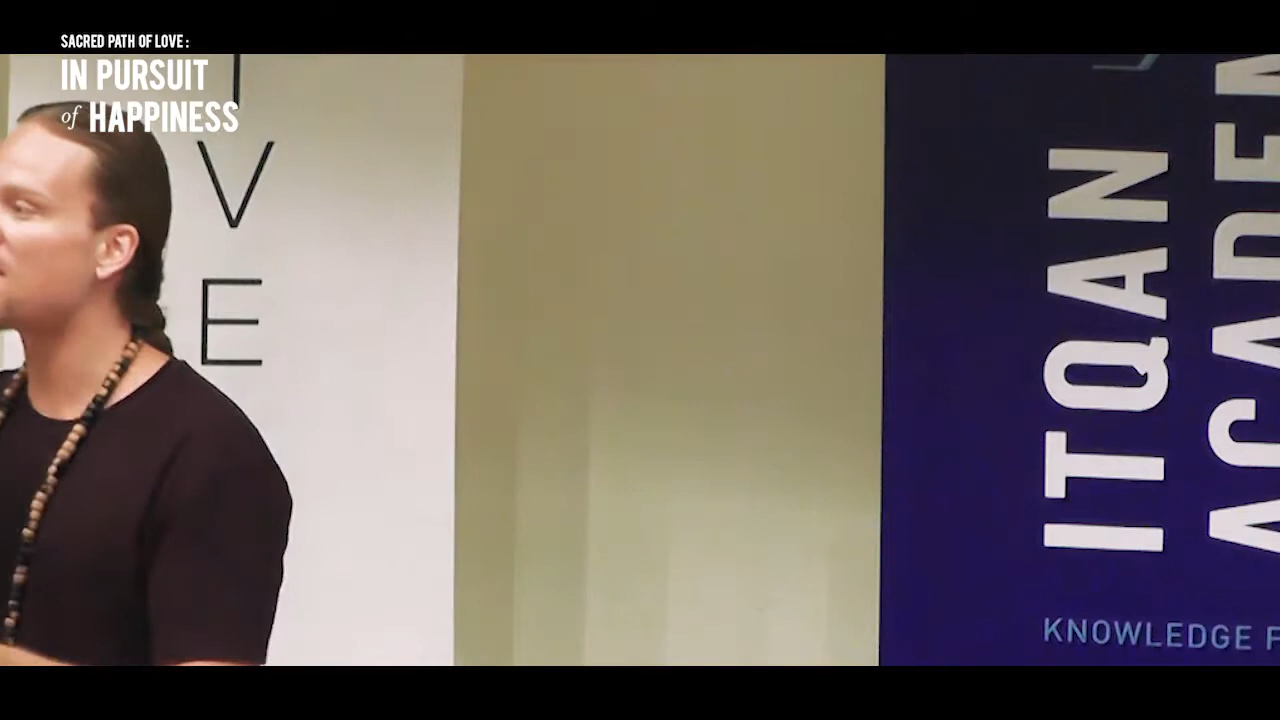 SACRED PATH OF LOVE :
IN PURSUIT
of HAPPINESS
V
E
ITQAN
KNOWLEDGE